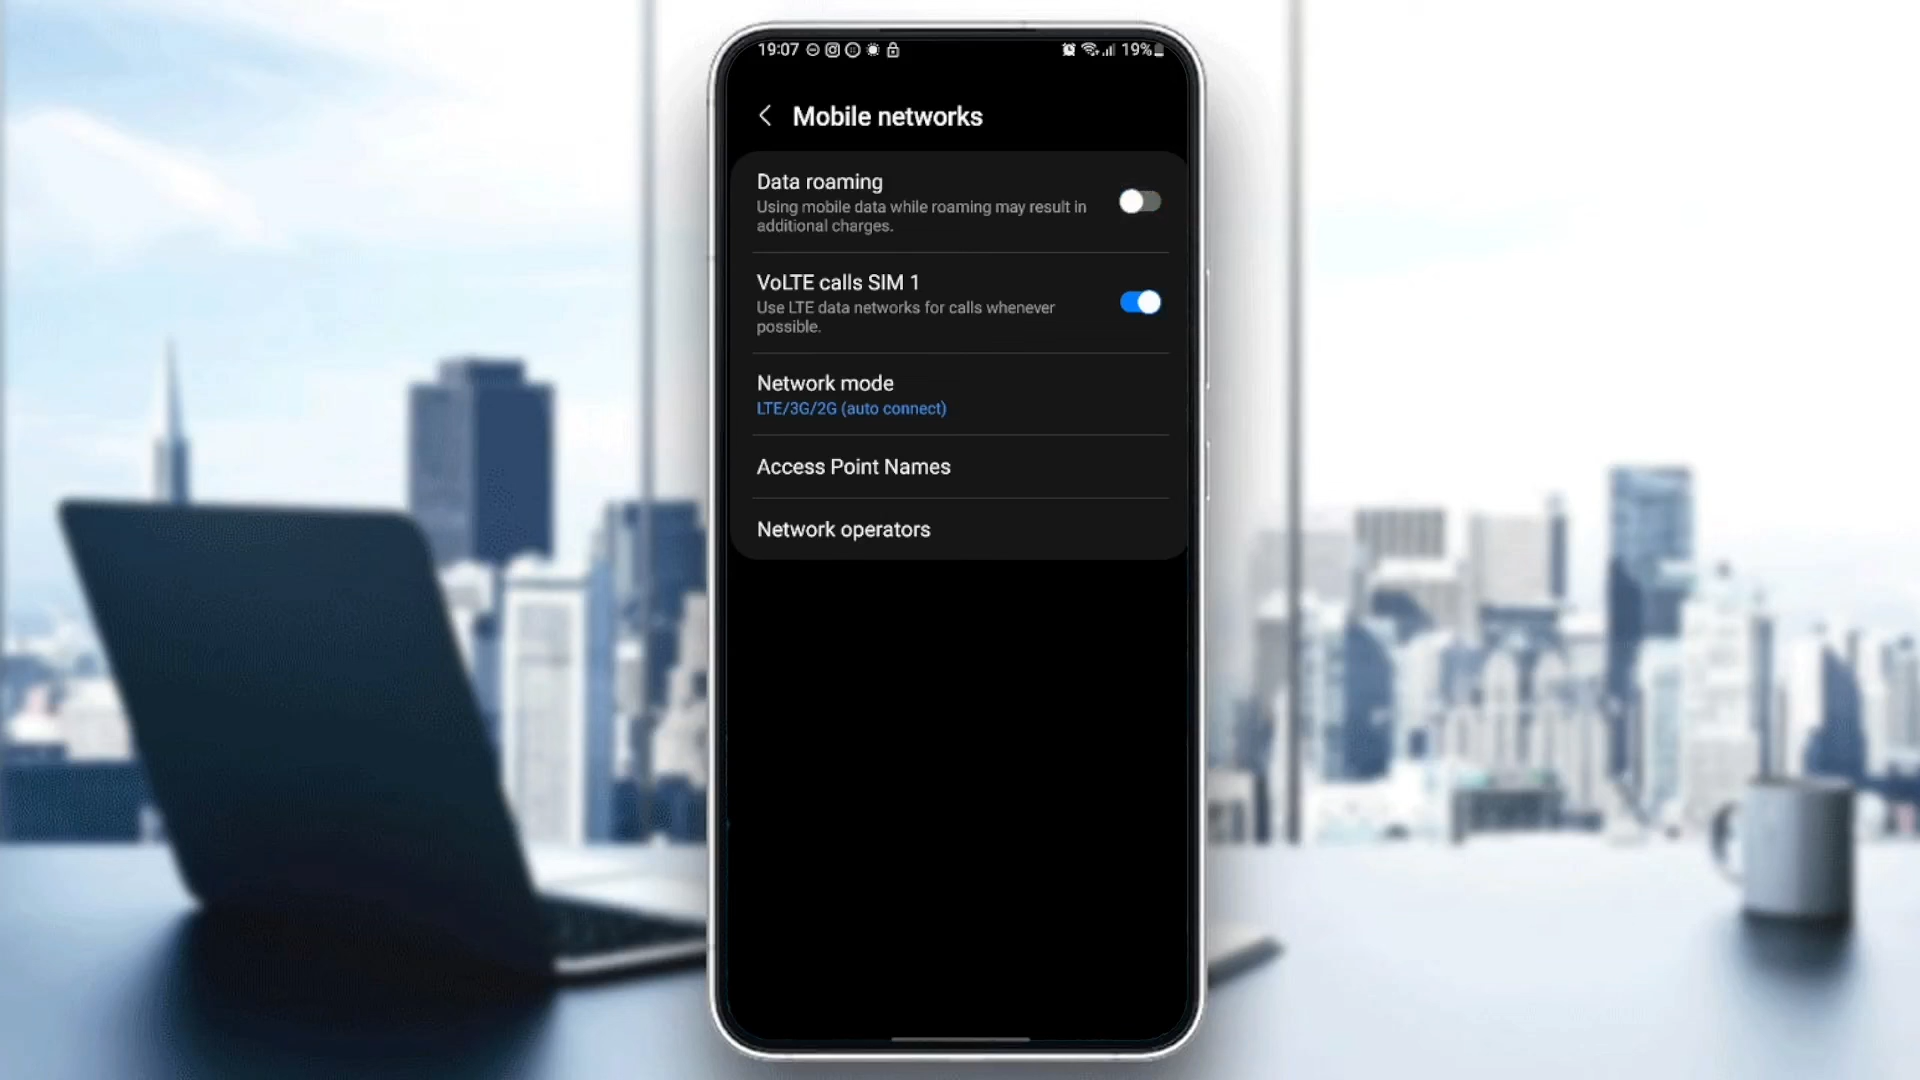 19:07 19%
Mobile networks
Data roaming
Using mobile data while roaming may result in
additional charges.
VoLTE calls SIM 1
Use LTE data networks for calls whenever
possible.
Network mode
LTE/3G/2G (auto connect)
Access Point Names
Network operators